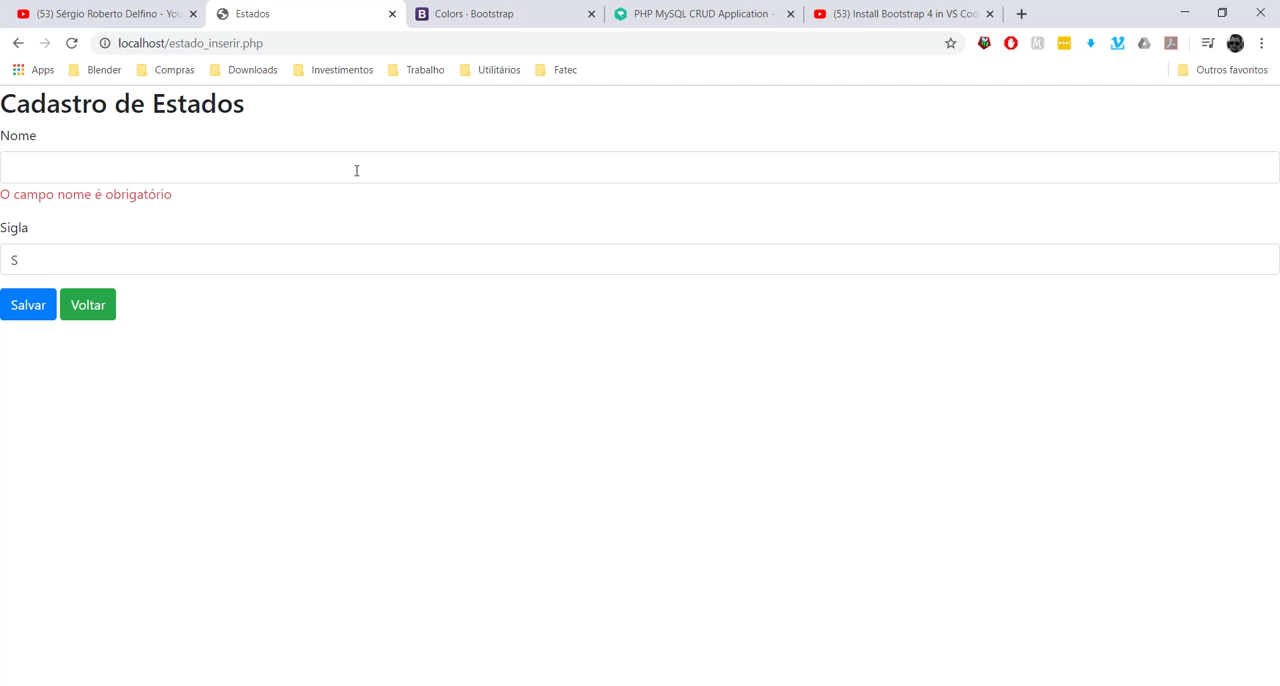 (53) Sérgio Roberto Delfino - You
Estados
Colors · Bootstrap
PHP MySQL CRUD Application -
(53) Install Bootstrap 4 in VS Cod
localhost/estado_inserir.php
Apps
Blender
Compras
Downloads
Investimentos
Trabalho
Utilitários
Fatec
Outros favoritos
Cadastro de Estados
Nome
O campo nome é obrigatório
Sigla
S
Salvar
Voltar